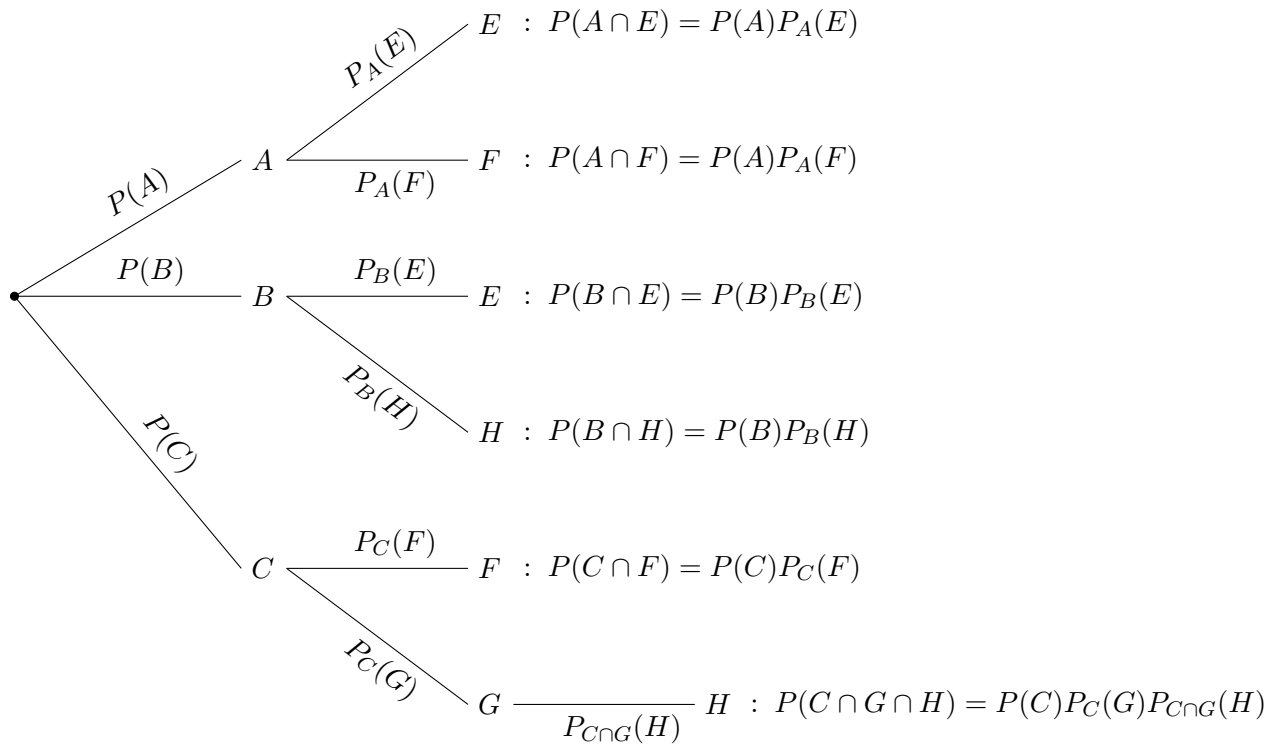 E : P(A ∩ E) = P(A)P_A(E)
P_A(E)
P(A)
A
P_A(F)
F : P(A ∩ F) = P(A)P_A(F)
P(B)
B
P_B(E)
E : P(B ∩ E) = P(B)P_B(E)
P_B(H)
H : P(B ∩ H) = P(B)P_B(H)
P(C)
C
P_C(F)
F : P(C ∩ F) = P(C)P_C(F)
P_C(G)
G
P_{C∩G}(H)
H : P(C ∩ G ∩ H) = P(C)P_C(G)P_{C∩G}(H)